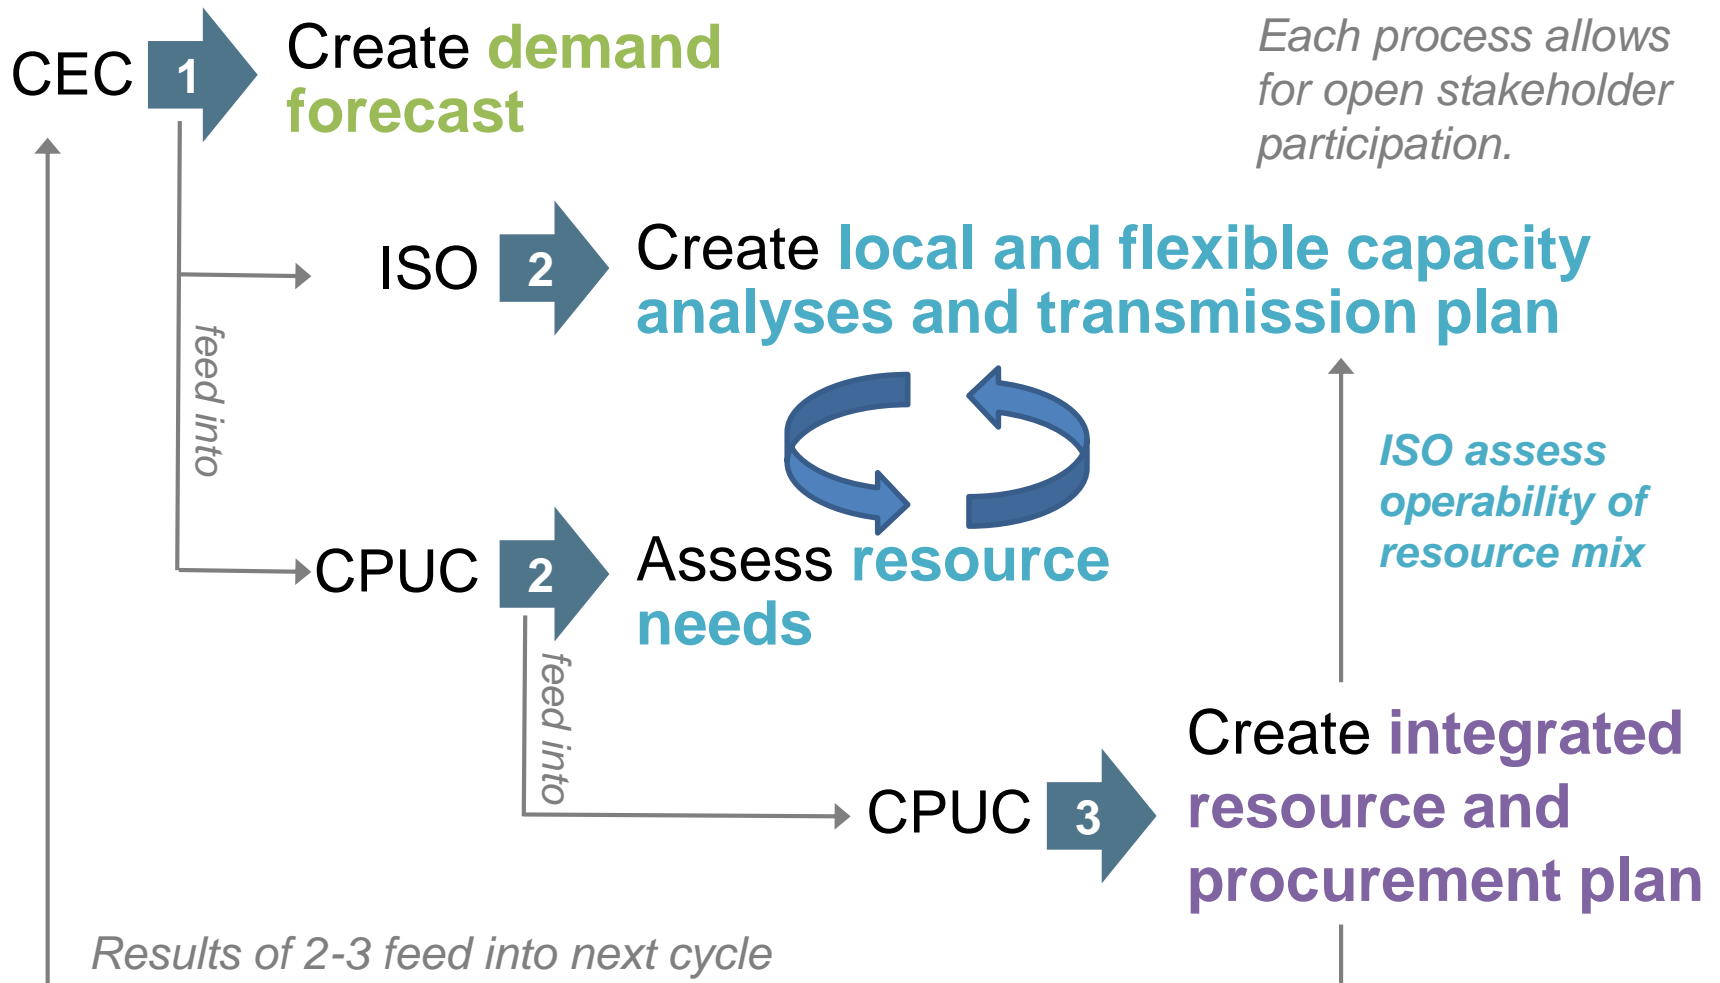 CEC 1 Create demand
forecast
Each process allows
for open stakeholder
participation.
ISO 2 Create local and flexible capacity
analyses and transmission plan
feed into
ISO assess
operability of
resource mix
CPUC 2 Assess resource
needs
feed into
CPUC 3 Create integrated
resource and
procurement plan
Results of 2-3 feed into next cycle